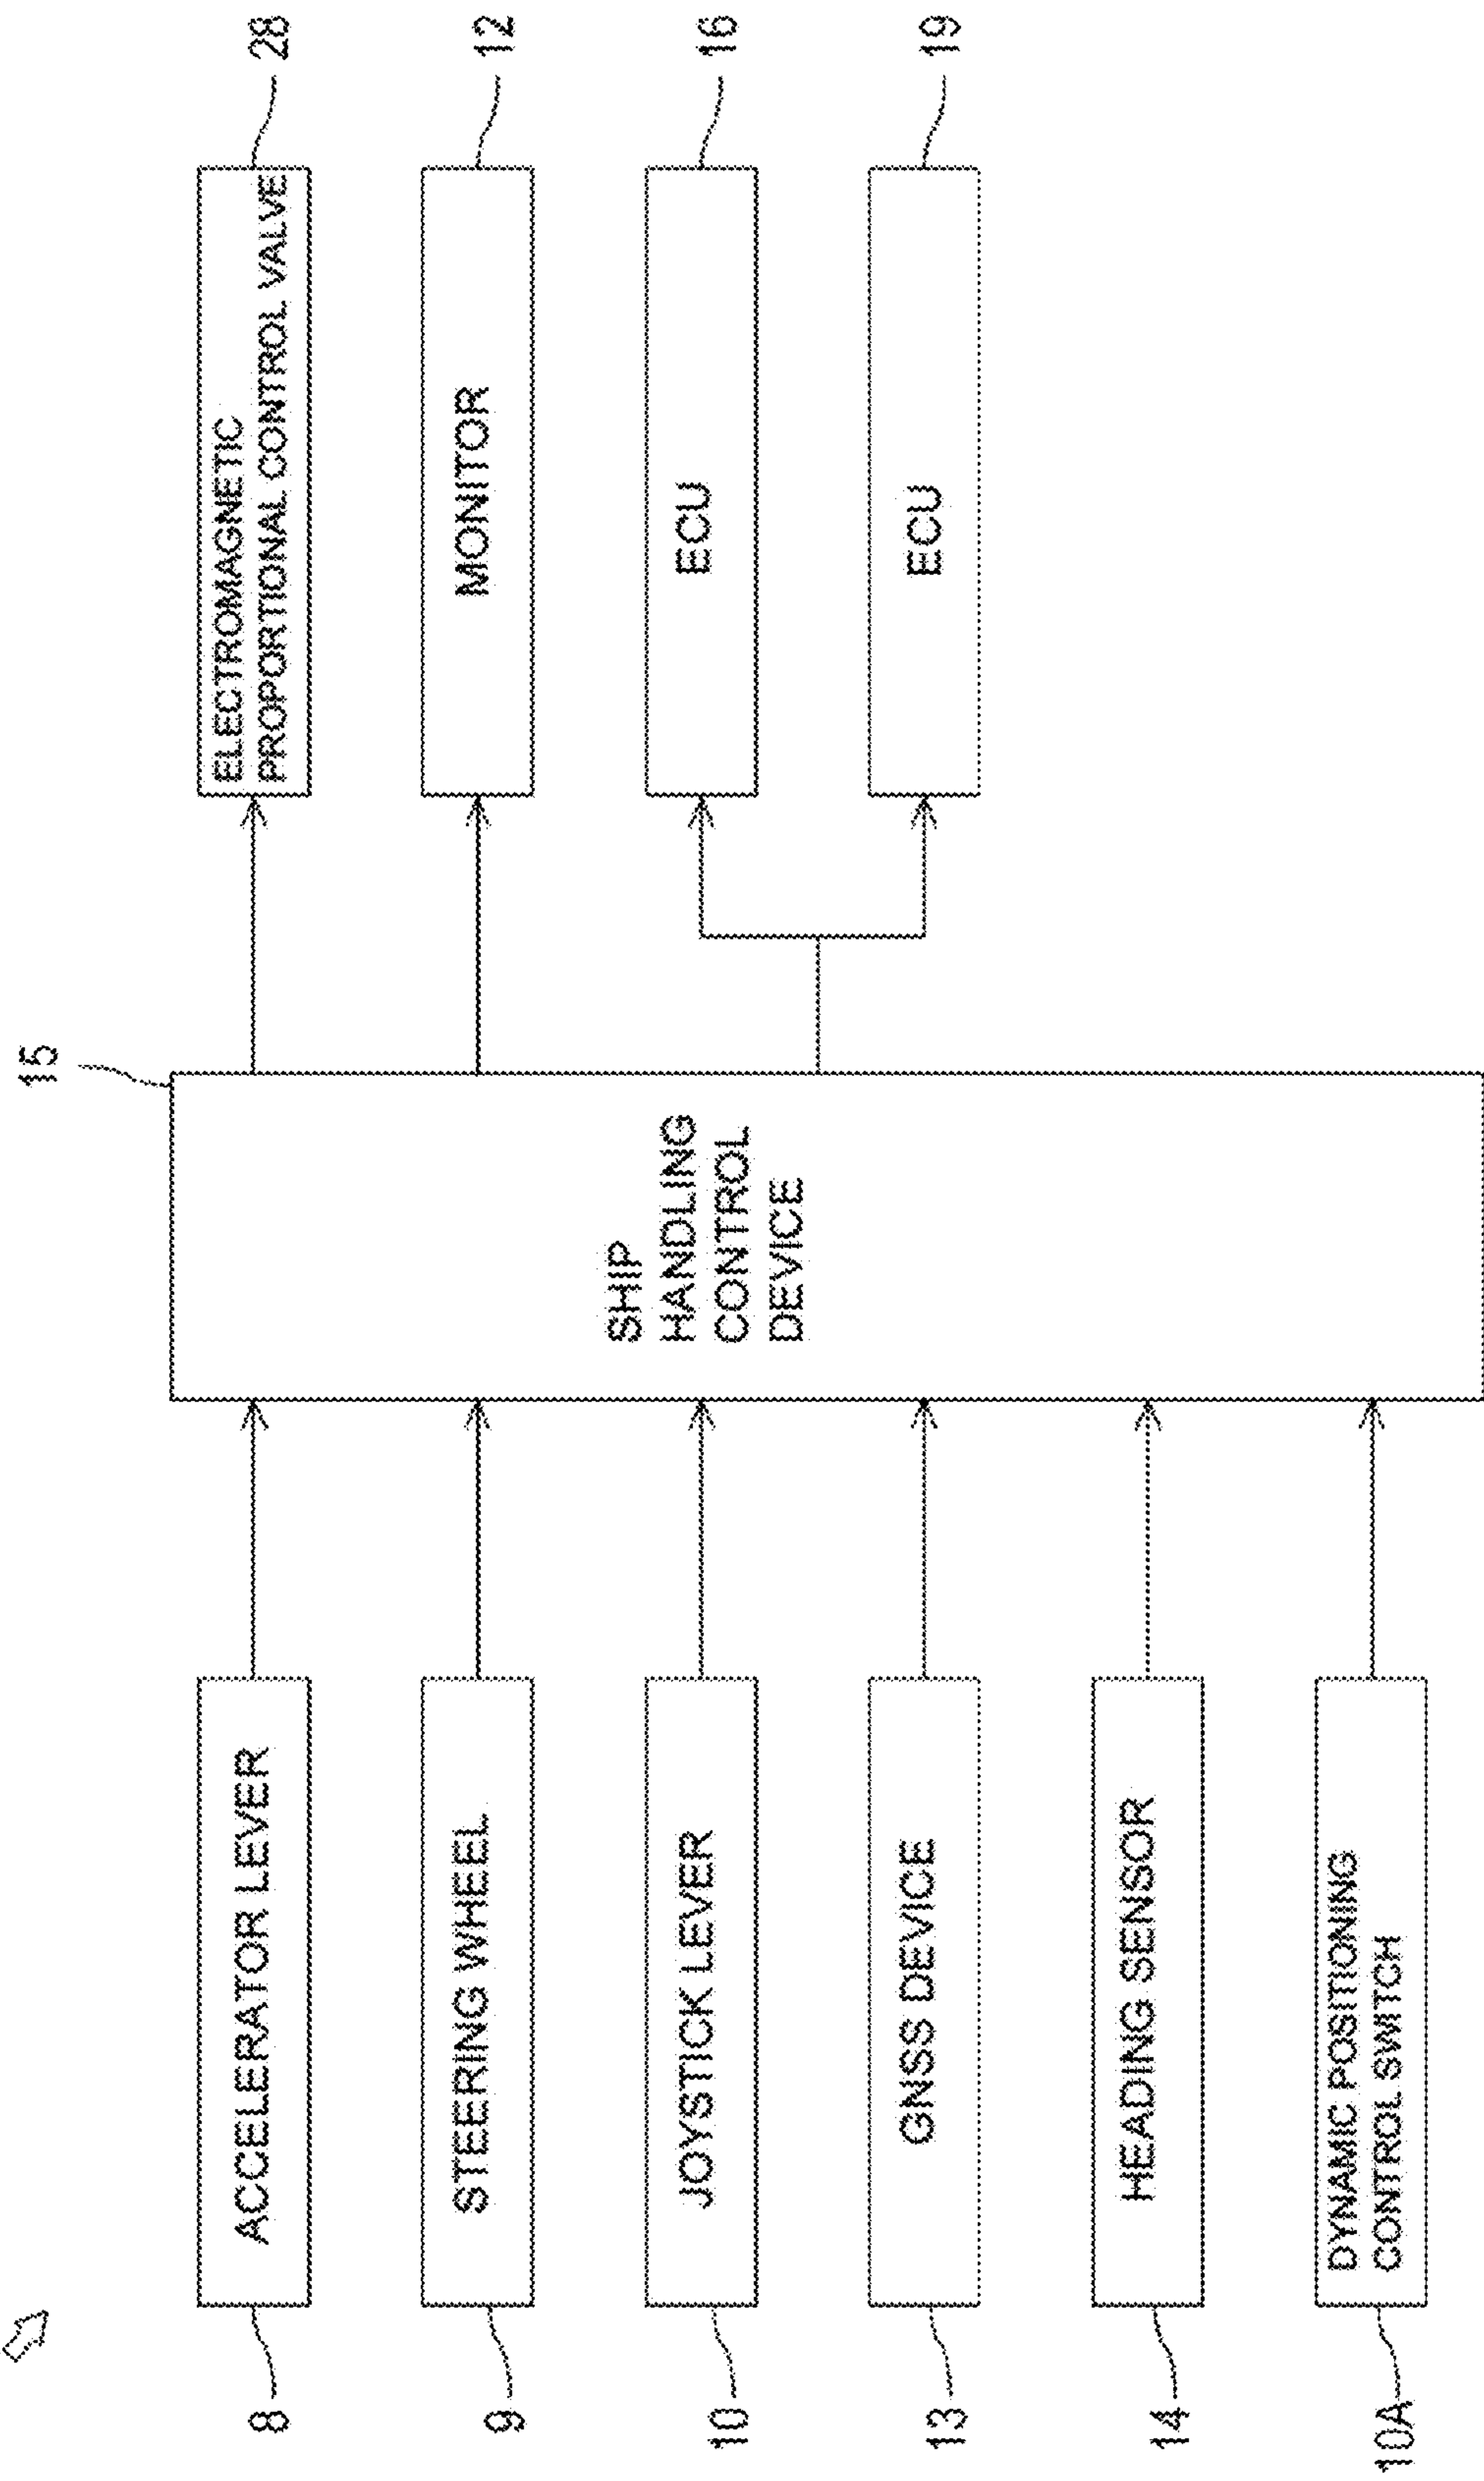 15
8
ACCELERATOR LEVER
ELECTROMAGNETIC
PROPORTIONAL CONTROL VALVE
28
9
STEERING WHEEL
MONITOR
12
10
JOYSTICK LEVER
SHIP
HANDLING
CONTROL
DEVICE
ECU
16
13
GNSS DEVICE
ECU
19
14
HEADING SENSOR
10A
DYNAMIC POSITIONING
CONTROL SWITCH